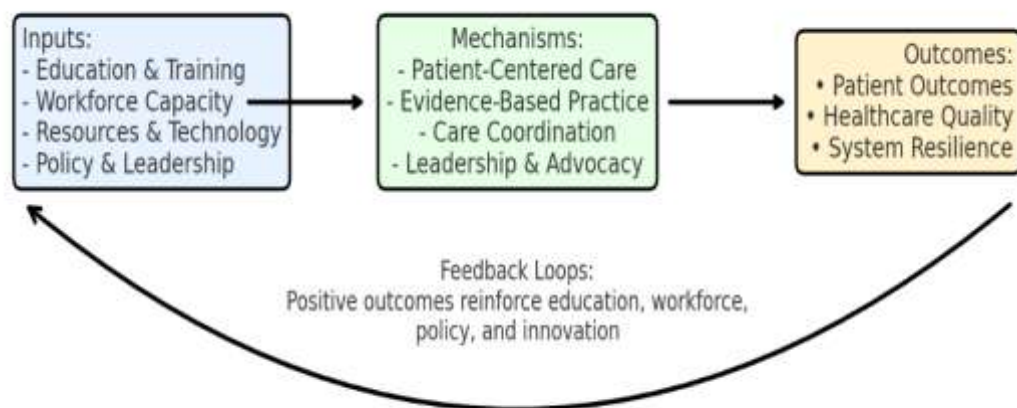 Inputs:
- Education & Training
- Workforce Capacity
- Resources & Technology
- Policy & Leadership
Mechanisms:
- Patient-Centered Care
- Evidence-Based Practice
- Care Coordination
- Leadership & Advocacy
Outcomes:
• Patient Outcomes
• Healthcare Quality
• System Resilience
Feedback Loops:
Positive outcomes reinforce education, workforce,
policy, and innovation